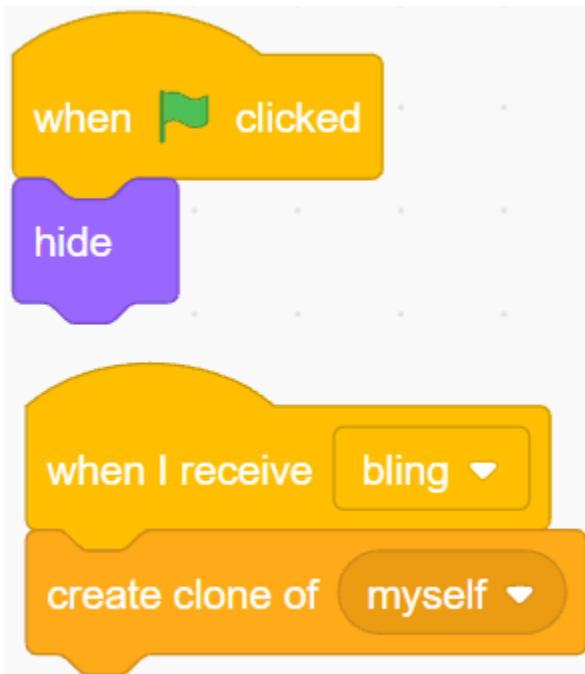 when clicked
hide
when I receive bling
create clone of myself